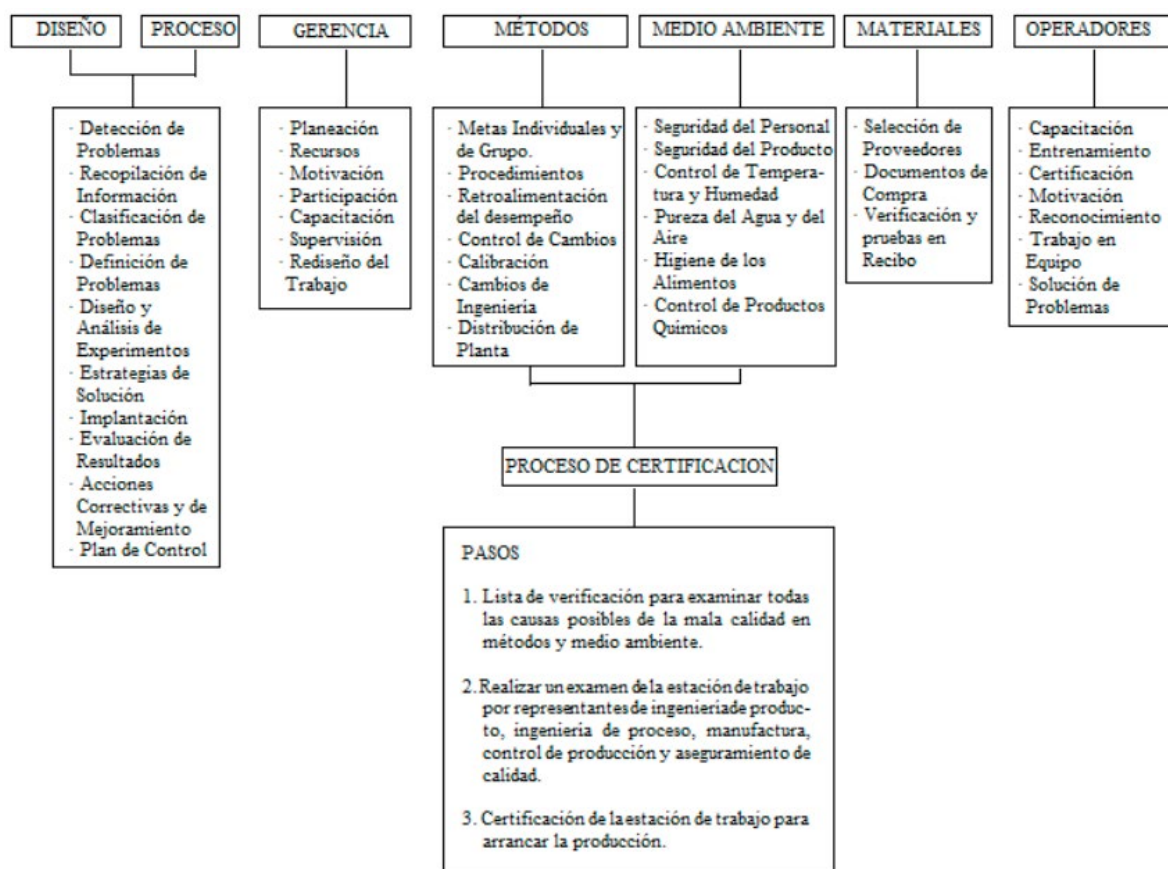 DISEÑO
PROCESO
GERENCIA
MÉTODOS
MEDIO AMBIENTE
MATERIALES
OPERADORES
· Detección de
Problemas
· Recopilación de
Información
· Clasificación de
Problemas
· Definición de
Problemas
· Diseño y
Análisis de
Experimentos
· Estrategias de
Solución
· Implantación
· Evaluación de
Resultados
· Acciones
Correctivas y de
Mejoramiento
· Plan de Control
· Planeación
· Recursos
· Motivación
· Participación
· Capacitación
· Supervisión
· Rediseño del
Trabajo
· Metas Individuales y
de Grupo.
· Procedimientos
· Retroalimentación
del desempeño
· Control de Cambios
· Calibración
· Cambios de
Ingeniería
· Distribución de
Planta
· Seguridad del Personal
· Seguridad del Producto
· Control de Tempera-
tura y Humedad
· Pureza del Agua y del
Aire
· Higiene de los
Alimentos
· Control de Productos
Químicos
· Selección de
Proveedores
· Documentos de
Compra
· Verificación y
pruebas en
Recibo
· Capacitación
· Entrenamiento
· Certificación
· Motivación
· Reconocimiento
· Trabajo en
Equipo
· Solución de
Problemas
PROCESO DE CERTIFICACION
PASOS
1. Lista de verificación para examinar todas
las causas posibles de la mala calidad en
métodos y medio ambiente.
2. Realizar un examen de la estación de trabajo
por representantes de ingenieríade produc-
to, ingeniería de proceso, manufactura,
control de producción y aseguramiento de
calidad.
3. Certificación de la estación de trabajo para
arrancar la producción.